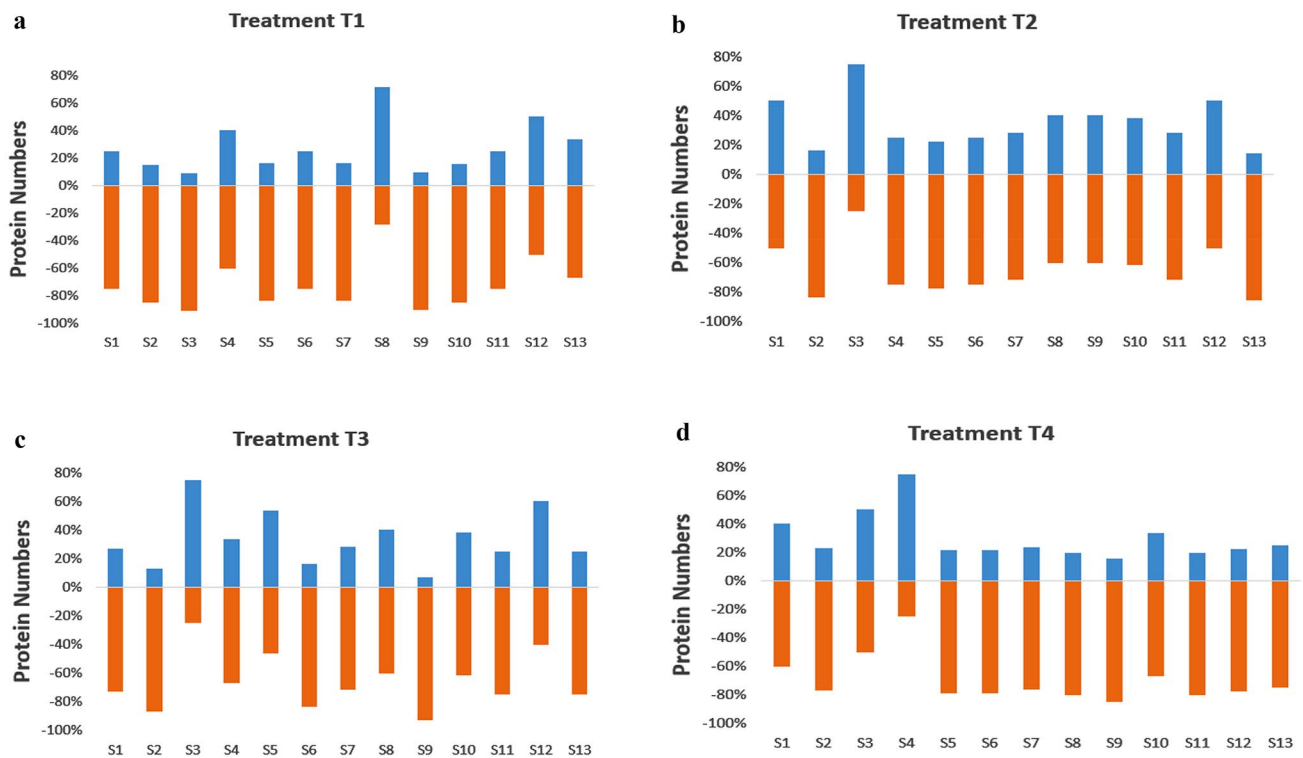 a
Treatment T1
Protein Numbers
80%
60%
40%
20%
0%
-20%
-40%
-60%
-80%
-100%
S1 S2 S3 S4 S5 S6 S7 S8 S9 S10 S11 S12 S13
b
Treatment T2
Protein Numbers
80%
60%
40%
20%
0%
-20%
-40%
-60%
-80%
-100%
S1 S2 S3 S4 S5 S6 S7 S8 S9 S10 S11 S12 S13
c
Treatment T3
Protein Numbers
80%
60%
40%
20%
0%
-20%
-40%
-60%
-80%
-100%
S1 S2 S3 S4 S5 S6 S7 S8 S9 S10 S11 S12 S13
d
Treatment T4
Protein Numbers
80%
60%
40%
20%
0%
-20%
-40%
-60%
-80%
-100%
S1 S2 S3 S4 S5 S6 S7 S8 S9 S10 S11 S12 S13